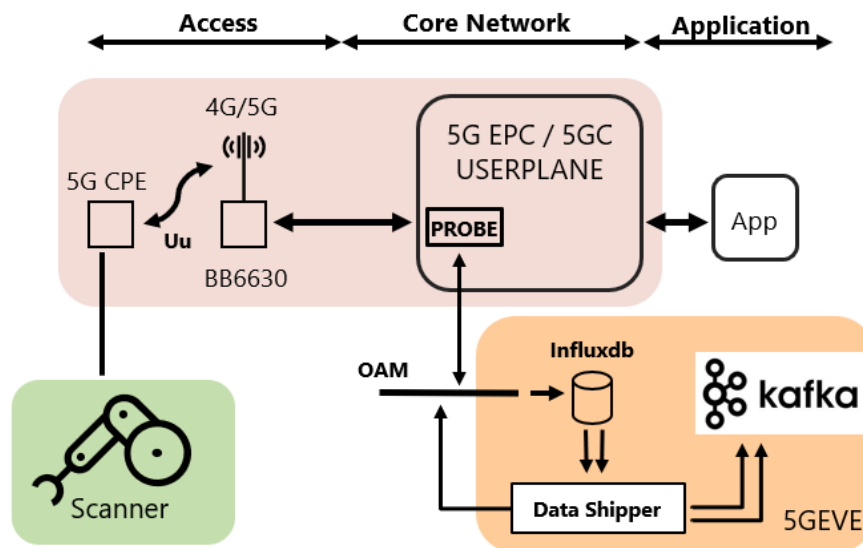 Access
Core Network
Application
4G/5G
5G EPC / 5GC
USERPLANE
5G CPE
PROBE
App
Uu
BB6630
Influxdb
OAM
kafka
Scanner
Data Shipper
5GEVE